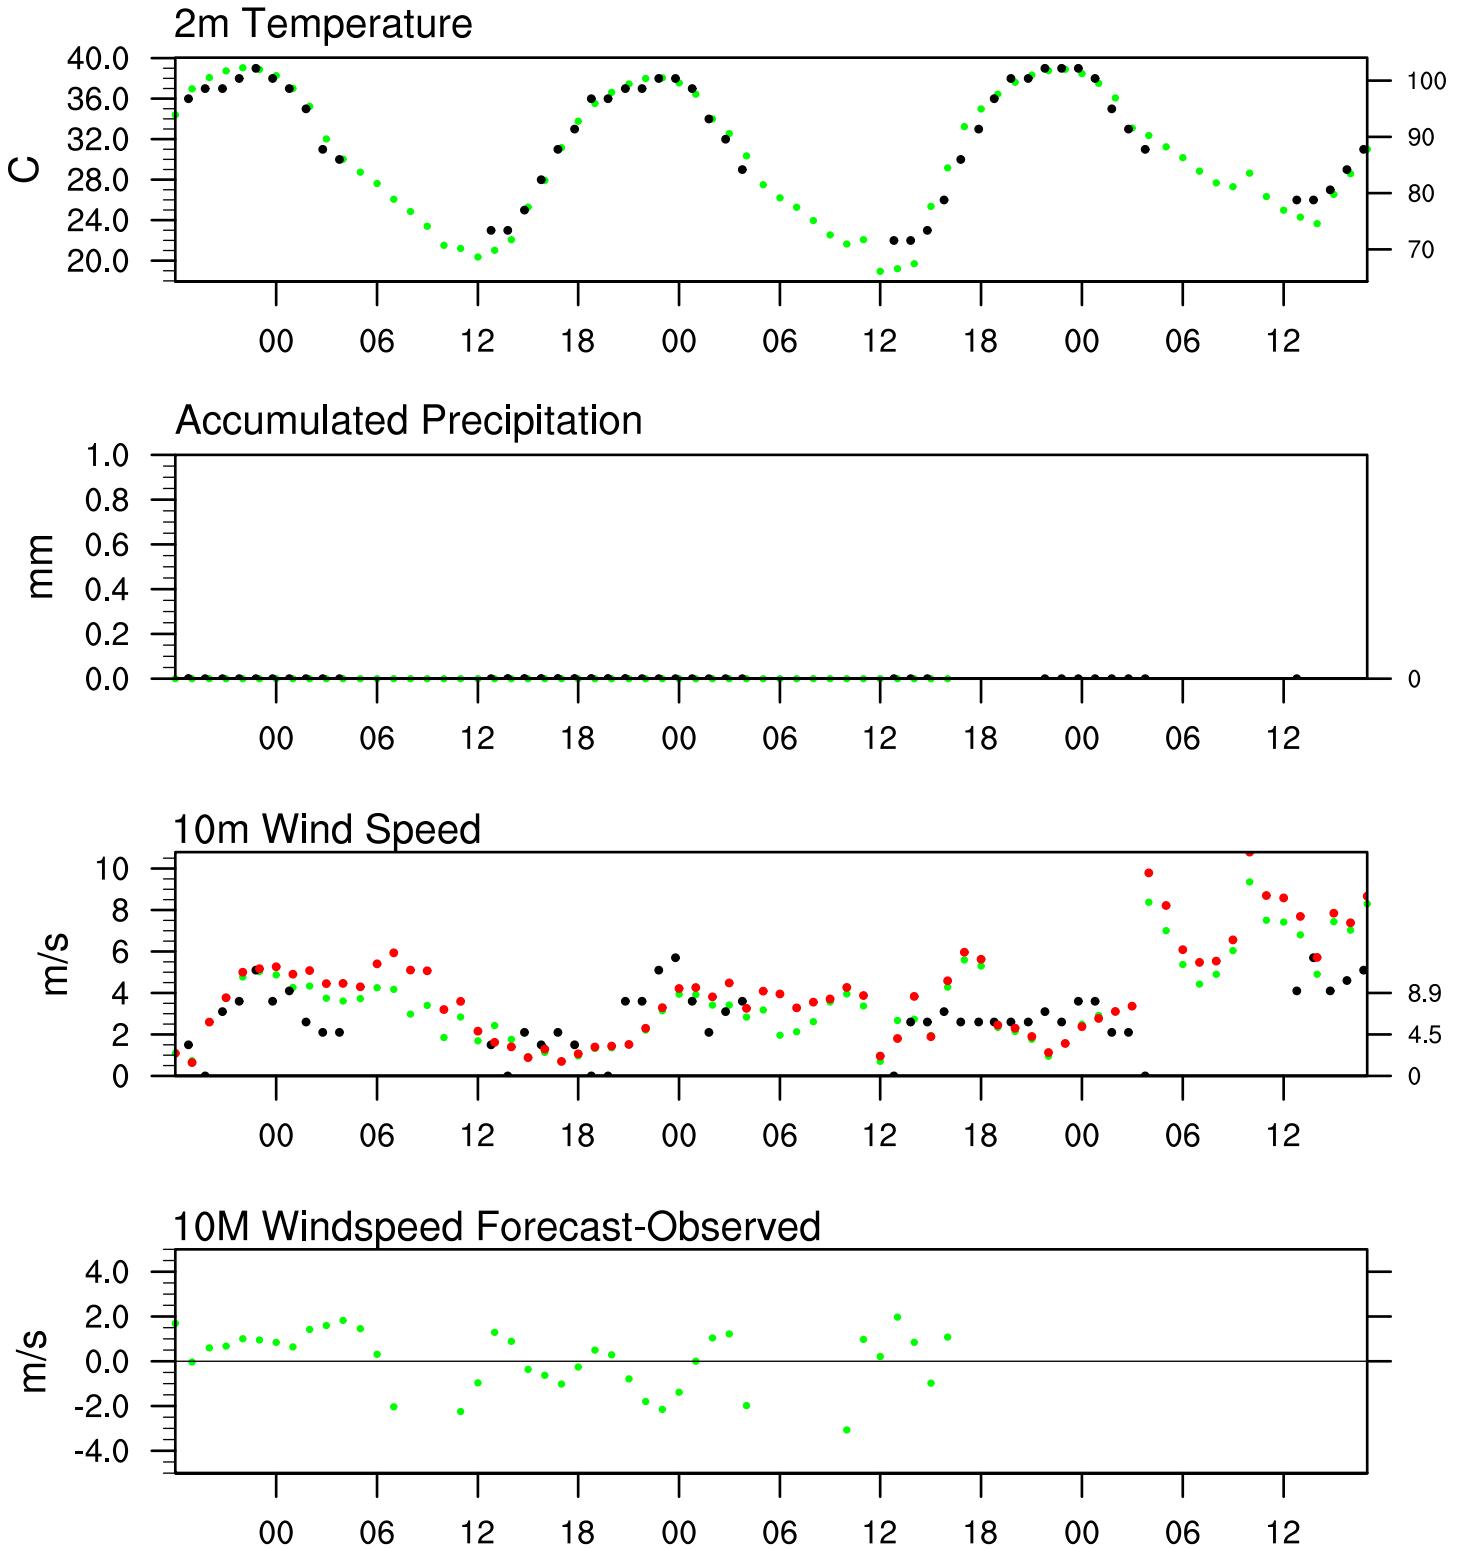 2m Temperature
40.0
36.0
32.0
28.0
24.0
20.0
C
100
90
80
70
00 06 12 18 00 06 12 18 00 06 12
Accumulated Precipitation
1.0
0.8
0.6
0.4
0.2
0.0
mm
0
00 06 12 18 00 06 12 18 00 06 12
10m Wind Speed
10
8
6
4
2
0
m/s
8.9
4.5
0
00 06 12 18 00 06 12 18 00 06 12
10M Windspeed Forecast-Observed
4.0
2.0
0.0
-2.0
-4.0
m/s
00 06 12 18 00 06 12 18 00 06 12